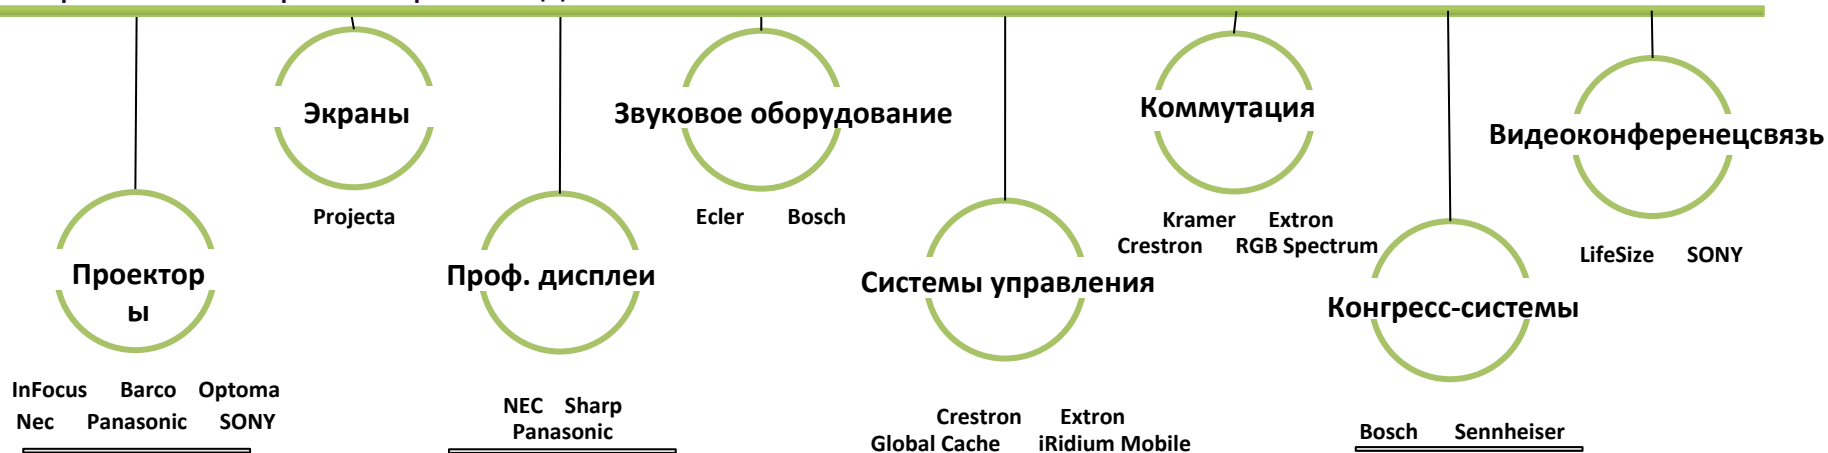 Экраны
Projecta
Звуковое оборудование
Ecler Bosch
Коммутация
Kramer Extron
Crestron RGB Spectrum
Видеоконференецсвязь
LifeSize SONY
Проектор
ы
InFocus Barco Optoma
Nec Panasonic SONY
Проф. дисплеи
NEC Sharp
Panasonic
Системы управления
Crestron Extron
Global Cache iRidium Mobile
Конгресс-системы
Bosch Sennheiser